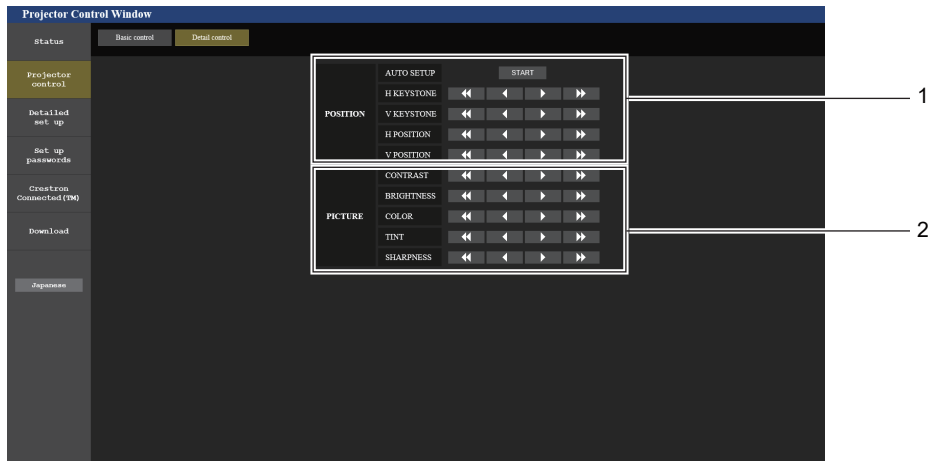 Projector Control Window
Status
Basic control
Detail control
Projector
control
Detailed
set up
Set up
passwords
Crestron
Connected(TM)
Download
Japanese
POSITION
AUTO SETUP
START
H KEYSTONE
V KEYSTONE
H POSITION
V POSITION
1
PICTURE
CONTRAST
BRIGHTNESS
COLOR
TINT
SHARPNESS
2